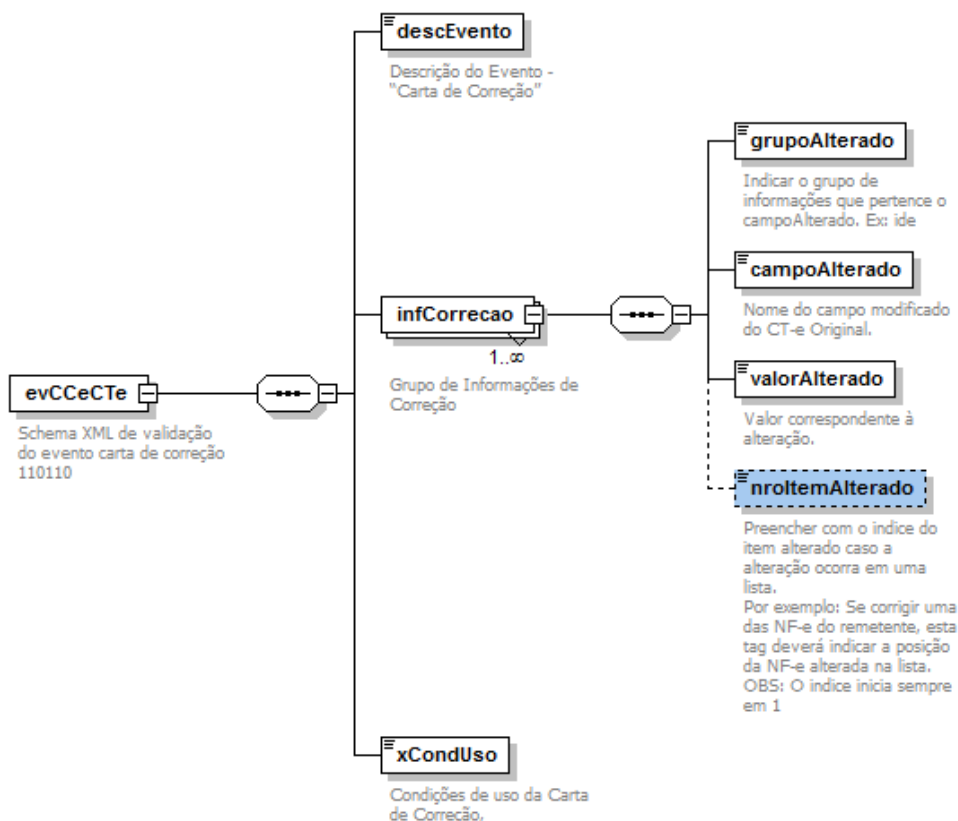 descEvento
Descrição do Evento -
"Carta de Correção"
grupoAlterado
Indicar o grupo de
informações que pertence o
campoAlterado. Ex: ide
campoAlterado
Nome do campo modificado
do CT-e Original.
infCorrecao
1..∞
Grupo de Informações de
Correção
valorAlterado
Valor correspondente à
alteração.
evCCeCTe
Schema XML de validação
do evento carta de correção
110110
nroItemAlterado
Preencher com o indice do
item alterado caso a
alteração ocorra em uma
lista.
Por exemplo: Se corrigir uma
das NF-e do remetente, esta
tag deverá indicar a posição
da NF-e alterada na lista.
OBS: O indice inicia sempre
em 1
xCondUso
Condições de uso da Carta
de Correção.